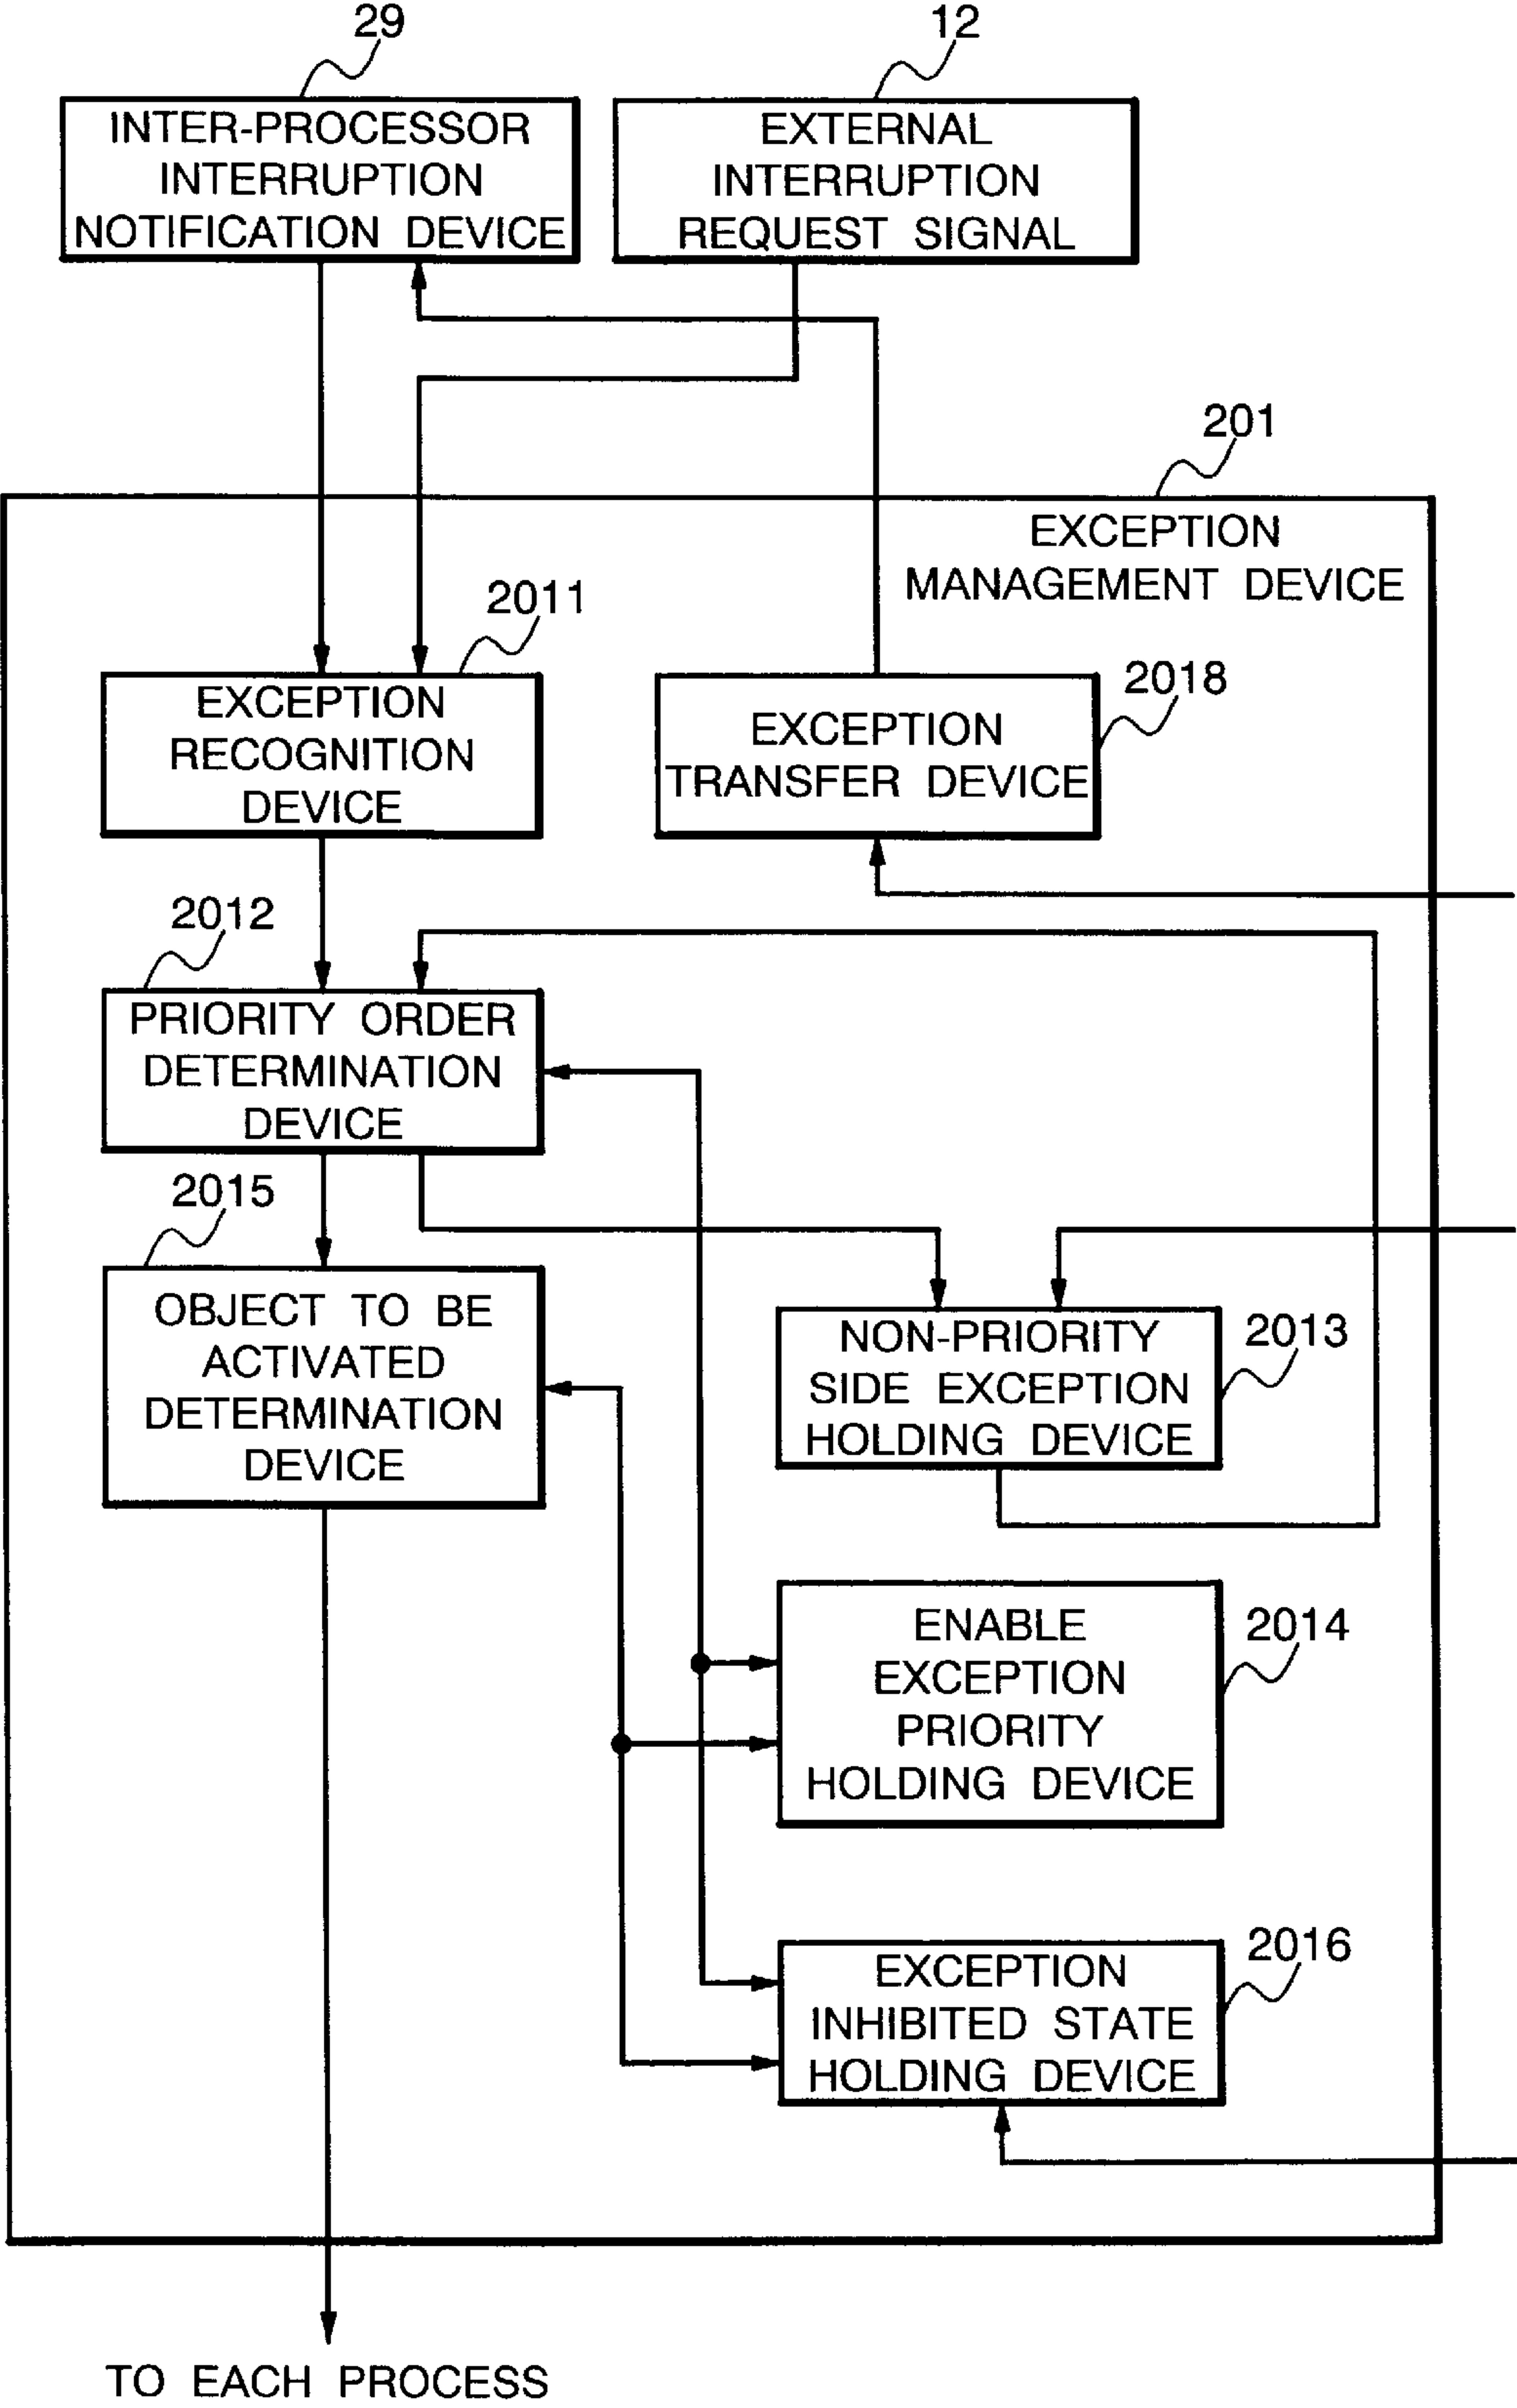 29
12
INTER-PROCESSOR
INTERRUPTION
NOTIFICATION DEVICE
EXTERNAL
INTERRUPTION
REQUEST SIGNAL
201
EXCEPTION
MANAGEMENT DEVICE
2011
EXCEPTION
RECOGNITION
DEVICE
2018
EXCEPTION
TRANSFER DEVICE
2012
PRIORITY ORDER
DETERMINATION
DEVICE
2015
OBJECT TO BE
ACTIVATED
DETERMINATION
DEVICE
2013
NON-PRIORITY
SIDE EXCEPTION
HOLDING DEVICE
2014
ENABLE
EXCEPTION
PRIORITY
HOLDING DEVICE
2016
EXCEPTION
INHIBITED STATE
HOLDING DEVICE
TO EACH PROCESS